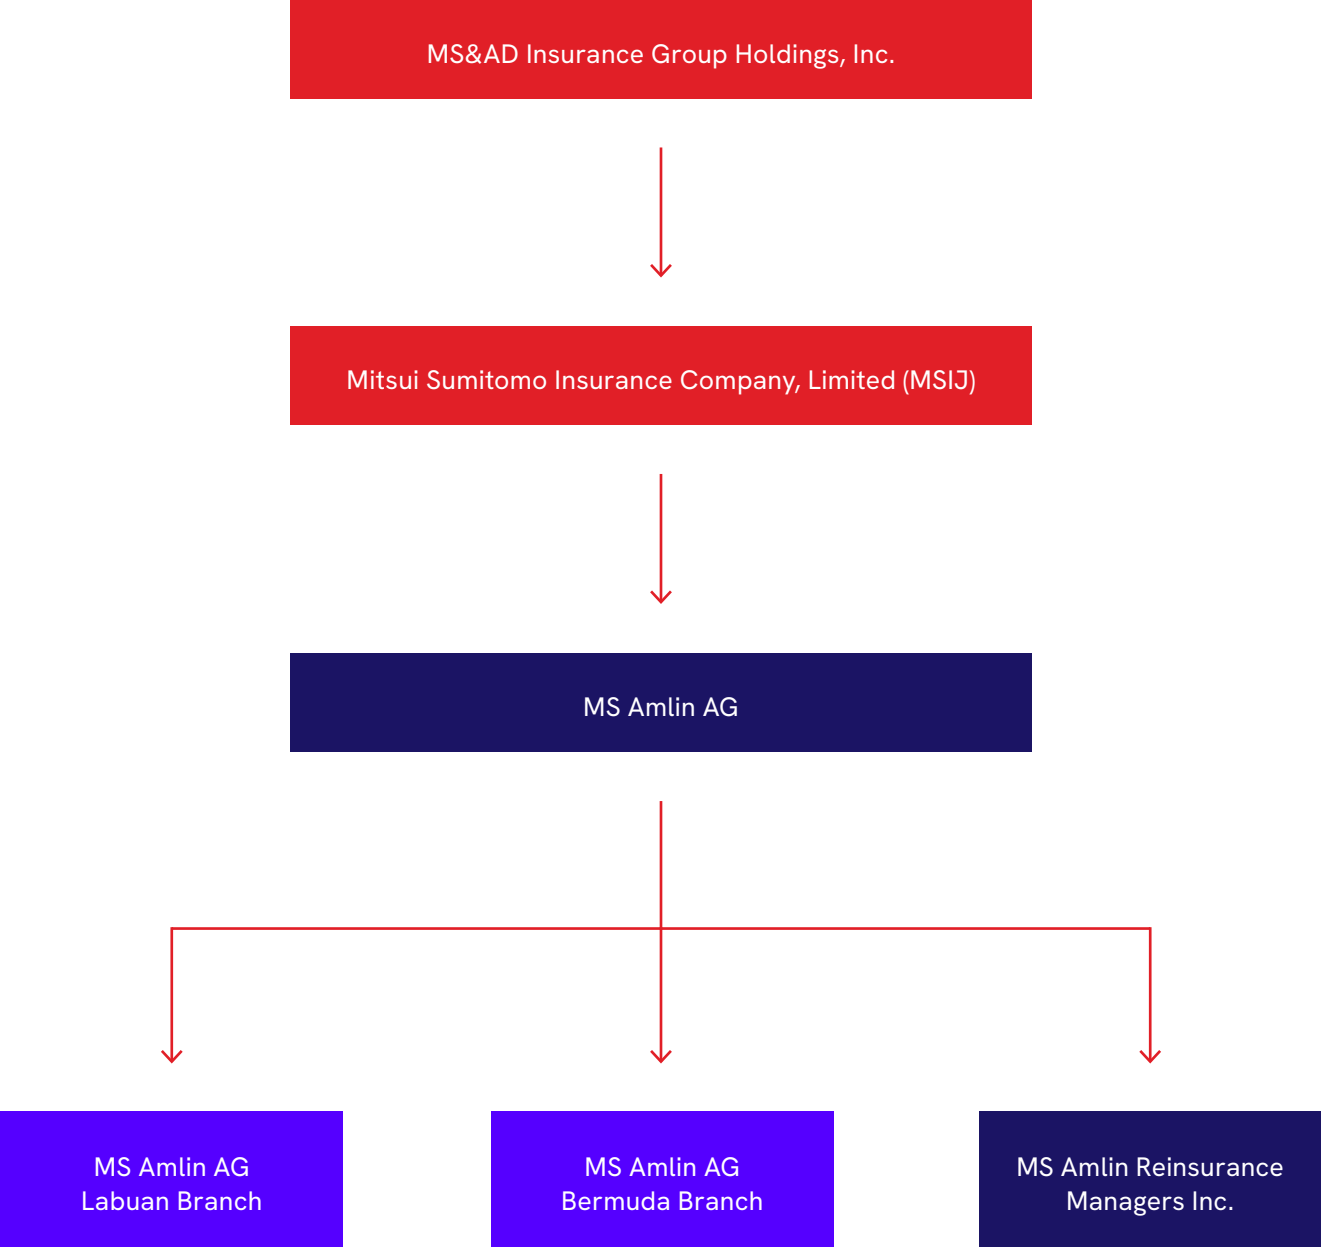 MS&AD Insurance Group Holdings, Inc.
Mitsui Sumitomo Insurance Company, Limited (MSIJ)
MS Amlin AG
MS Amlin AG
Labuan Branch
MS Amlin AG
Bermuda Branch
MS Amlin Reinsurance
Managers Inc.